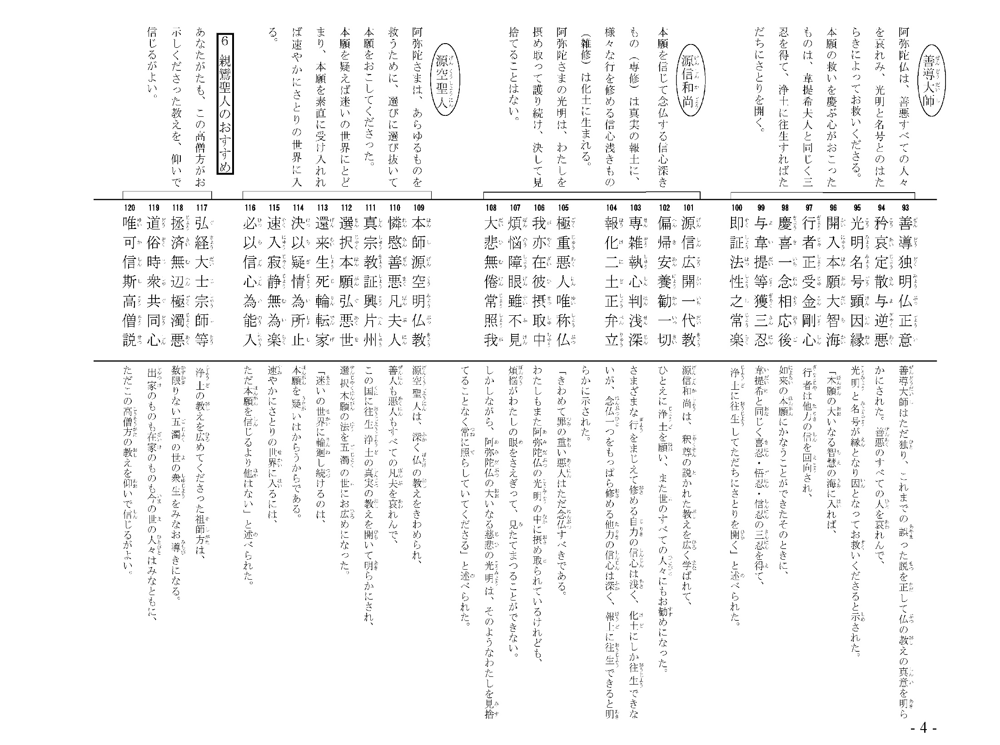 善導大師
阿弥陀仏は、善悪すべての人々
を哀れみ、光明と名号とのはた
らきによってお救いくださる。
本願の救いを慶ぶ心がおこった
ものは、韋提希夫人と同じく三
忍を得て、浄土に往生すればた
だちにさとりを開く。
源信和尚
本願を信じて念仏する信心深き
もの（専修）は真実の報土に、
様々な行を修める信心浅きもの
（雑修）は化土に生まれる。
阿弥陀さまの光明は、わたしを
摂め取って護り続け、決して見
捨てることはない。
源空聖人
阿弥陀さまは、あらゆるものを
救うために、選びに選び抜いて
本願をおこしてくださった。
本願を疑えば迷いの世界にとど
まり、本願を素直に受け入れれ
ば速やかにさとりの世界に入
る。
6 親鸞聖人のおすすめ
あなたがたも、この高僧方がお
示しくださった教えを、仰いで
信じるがよい。
93 善導独明仏正意
94 矜哀定散与逆悪
95 光明名号顕因縁
96 開入本願大智海
97 行者正受金剛心
98 慶喜一念相応後
99 与韋提等獲三忍
100 即証法性之常楽
101 源信広開一代教
102 偏帰安養勧一切
103 専雑執心判浅深
104 報化二土正弁立
105 極重悪人唯称仏
106 我亦在彼摂取中
107 煩悩障眼雖不見
108 大悲無倦常照我
109 本師源空明仏教
110 憐愍善悪凡夫人
111 真宗教証興片州
112 選択本願弘悪世
113 還来生死輪転家
114 決以疑情為所止
115 速入寂静無為楽
116 必以信心為能入
117 弘経大士宗師等
118 拯済無辺極濁悪
119 道俗時衆共同心
120 唯可信斯高僧説
善導大師はただ独り、これまでの誤った説を正して仏の教えの真意を明ら
かにされた。善悪のすべての人を哀れんで、
光明と名号が縁となり因となってお救いくださると示された。
「本願の大いなる智慧の海に入れば、
行者は他力の信を回向され、
如来の本願にかなうことができたそのときに、
韋提希と同じく喜忍・悟忍・信忍の三忍を得て、
浄土に往生してただちにさとりを開く」と述べられた。
源信和尚は、釈尊の説かれた教えを広く学ばれて、
ひとえに浄土を願い、また世のすべての人々にもお勧めになった。
さまざまな行をまじえて修める自力の信心は浅く、化土にしか往生できな
いが、念仏一つをもっぱら修める他力の信心は深く、報土に往生できると明
らかに示された。
「きわめて罪の重い悪人はただ念仏すべきである。
わたしもまた阿弥陀仏の光明の中に摂め取られているけれども、
煩悩がわたしの眼をさえぎって、見たてまつることができない。
しかしながら、阿弥陀仏の大いなる慈悲の光明は、そのようなわたしを見捨
てることなく常に照らしていてくださる」と述べられた。
源空聖人は、深く仏の教えをきわめられ、
善人も悪人もすべての凡夫を哀れんで、
この国に往生浄土の真実の教えを開いて明らかにされ、
選択本願の法を五濁の世にお広めになった。
「迷いの世界に輪廻し続けるのは、
本願を疑いはからうからである。
速やかにさとりの世界に入るには、
ただ本願を信じるより他はない」と述べられた。
浄土の教えを広めてくださった祖師方は、
数限りない五濁の世の衆生をみなお導きになる。
出家のものも在家のものも今の世の人々はみなともに、
ただこの高僧方の教えを仰いで信じるがよい。
- 4 -